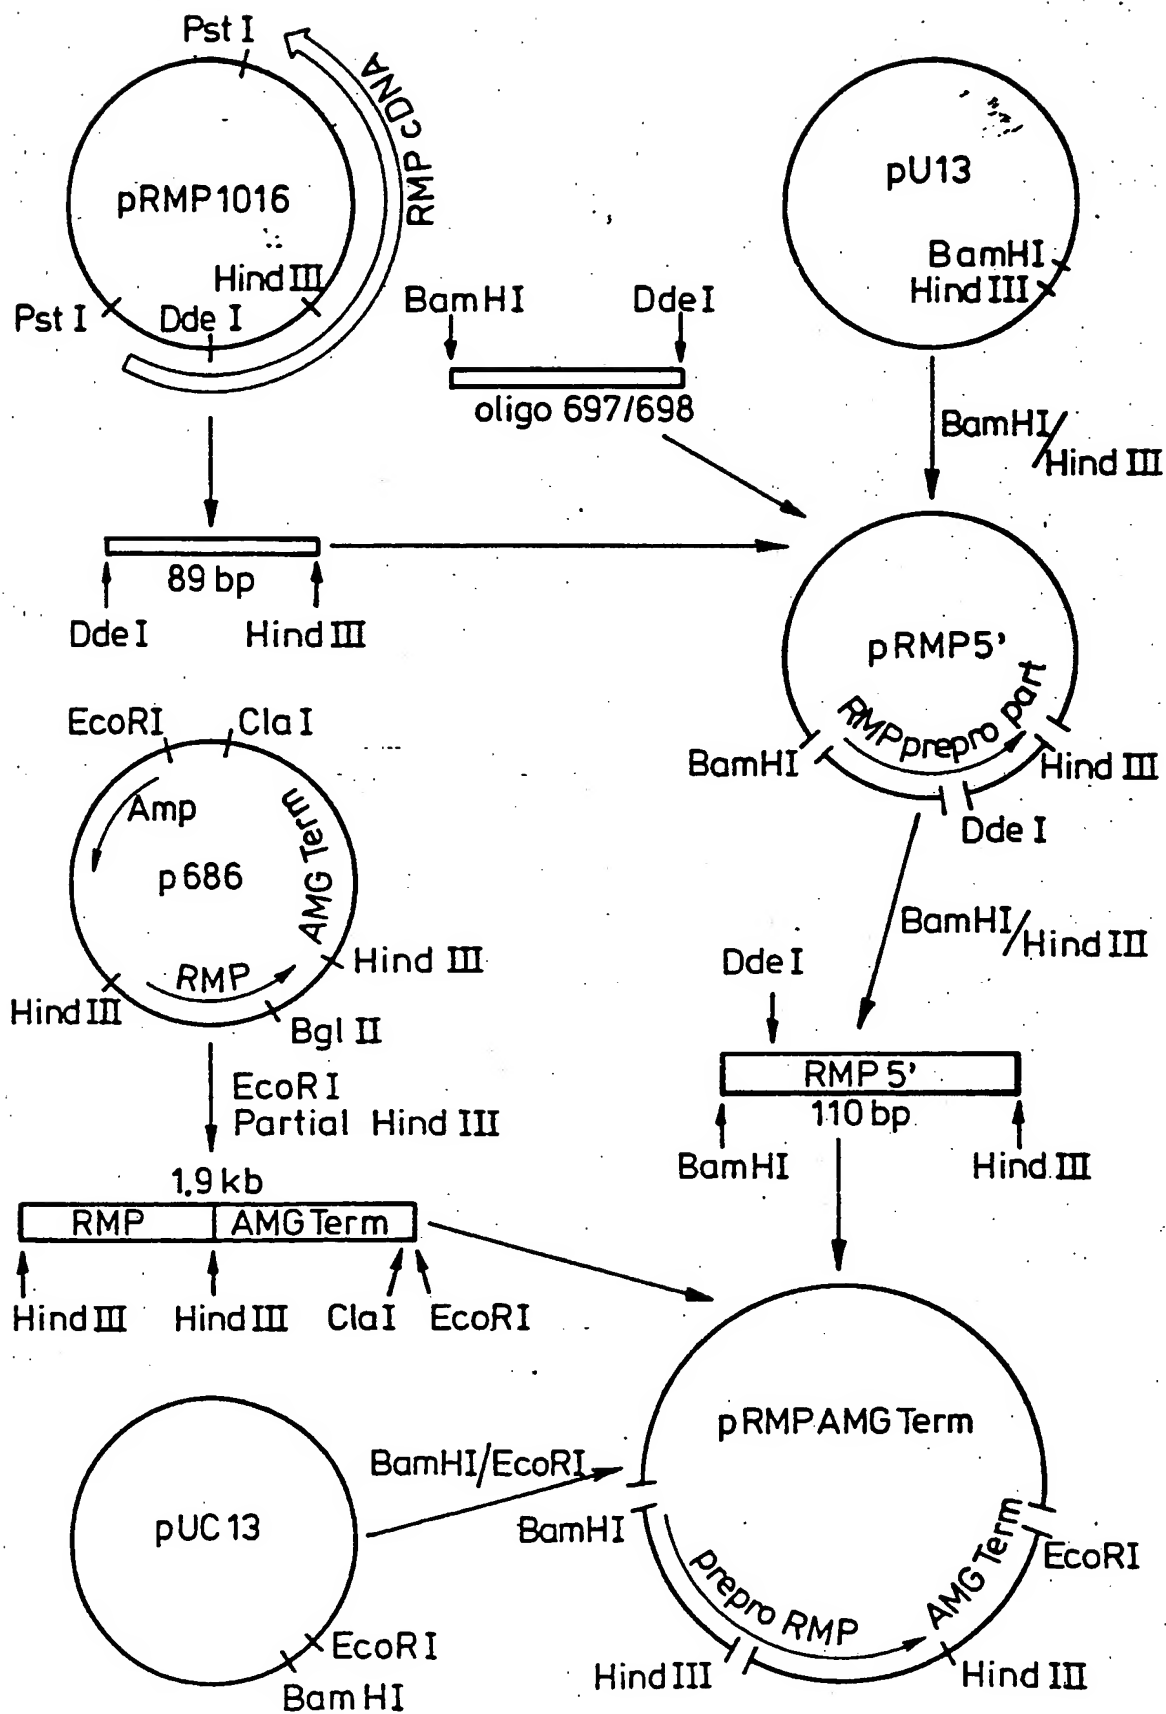 Pst I
RMP cDNA
pRMP1016
Hind III
Pst I
Dde I
pU13
BamHI
Hind III
BamHI
DdeI
oligo 697/698
BamHI/Hind III
89 bp
DdeI
Hind III
pRMP5'
RMP prepro part
BamHI
Hind III
Dde I
EcoRI
Cla I
Amp
AMG Term
p686
RMP
Hind III
Hind III
Bgl II
EcoR I
Partial Hind III
BamHI/Hind III
Dde I
RMP 5'
110 bp
BamHI
Hind III
1.9 kb
RMP
AMG Term
Hind III
Hind III
ClaI
EcoRI
pUC13
EcoR I
Bam HI
BamHI/EcoRI
pRMPAMG Term
BamHI
EcoRI
prepro RMP
AMG Term
Hind III
Hind III